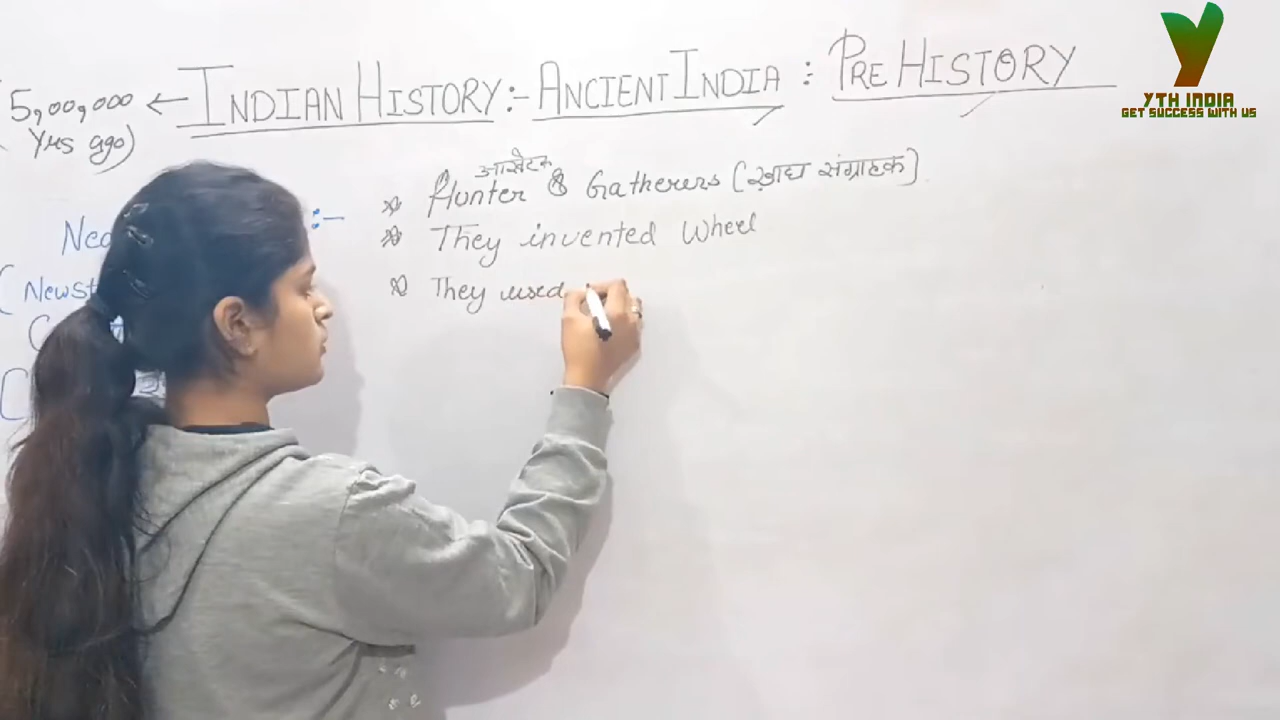 INDIAN HISTORY :- ANCIENT INDIA : PRE HISTORY
5,00,000 ←
Yrs ago)
आखेटक
* Hunter & Gatherers [खाद्य संग्राहक]
:-
* They invented Wheel
* They used
(Newst
Y
YTH INDIA
GET SUCCESS WITH US